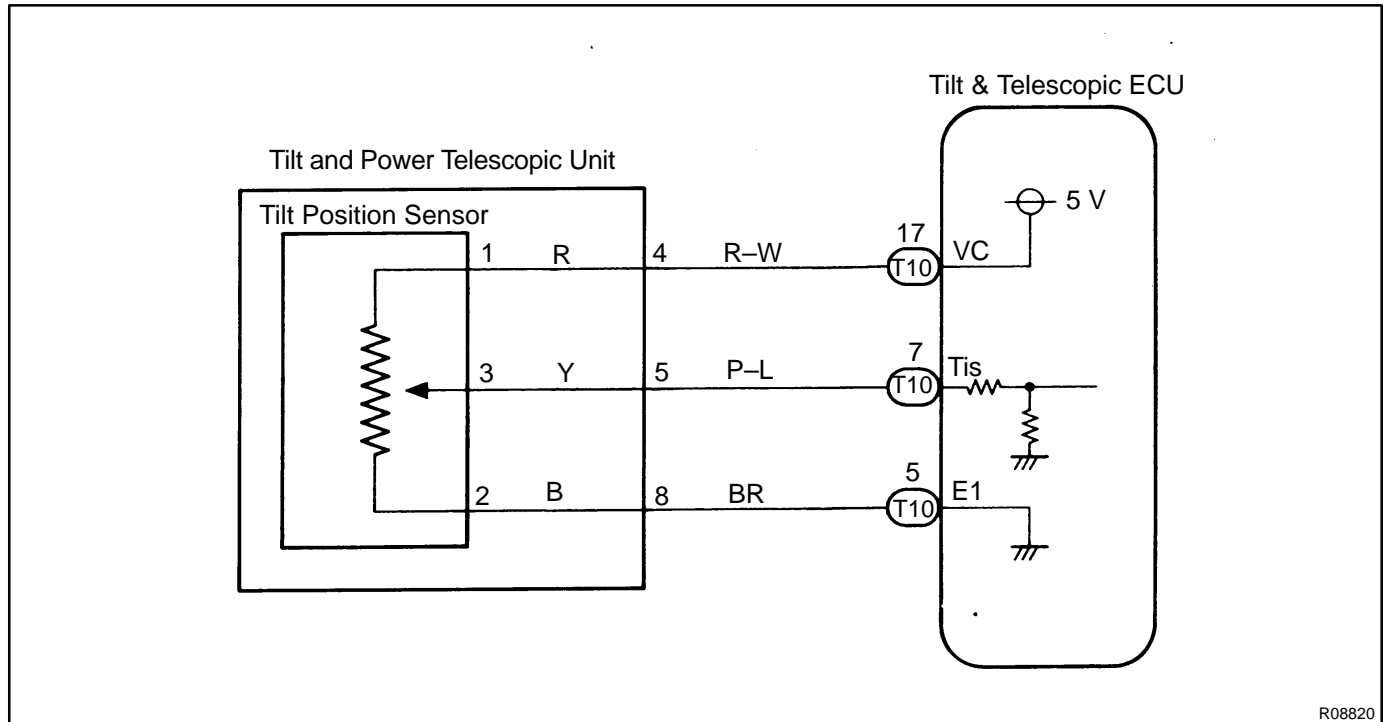 Tilt & Telescopic ECU
Tilt and Power Telescopic Unit
Tilt Position Sensor
5 V
1 R 4 R–W 17 T10 VC
3 Y 5 P–L 7 T10 Tis
2 B 8 BR 5 T10 E1
R08820